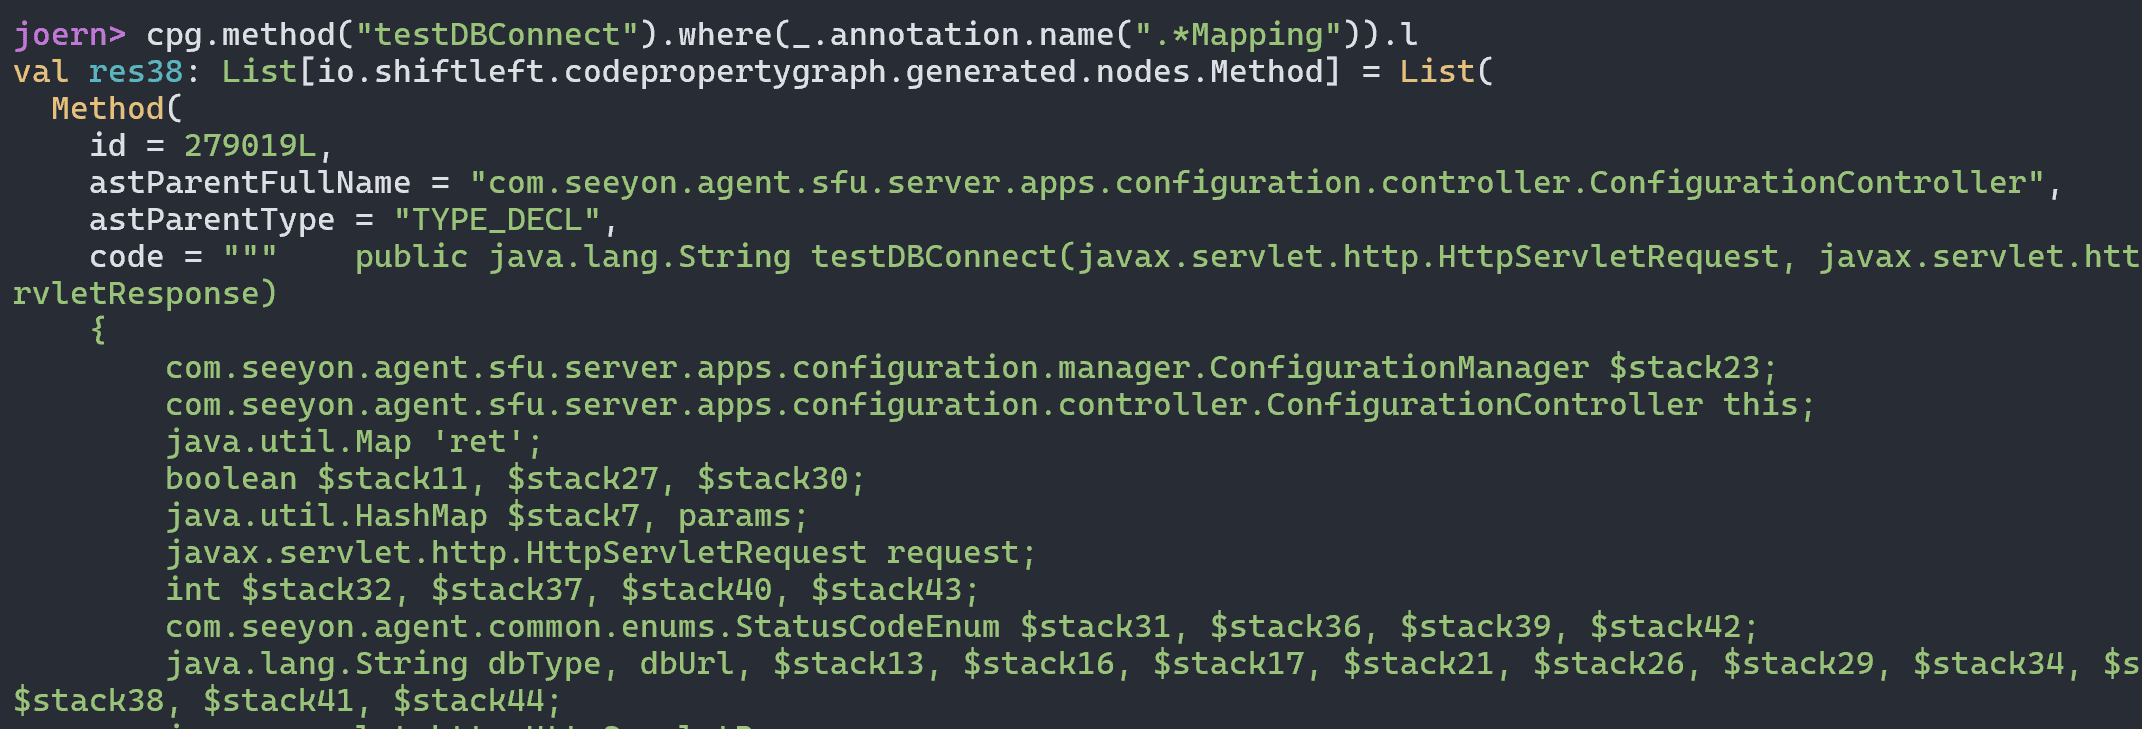 joern> cpg.method("testDBConnect").where(_.annotation.name(".*Mapping")).l
val res38: List[io.shiftleft.codepropertygraph.generated.nodes.Method] = List(
  Method(
    id = 279019L,
    astParentFullName = "com.seeyon.agent.sfu.server.apps.configuration.controller.ConfigurationController",
    astParentType = "TYPE_DECL",
    code = """    public java.lang.String testDBConnect(javax.servlet.http.HttpServletRequest, javax.servlet.htt
rvletResponse)
    {
        com.seeyon.agent.sfu.server.apps.configuration.manager.ConfigurationManager $stack23;
        com.seeyon.agent.sfu.server.apps.configuration.controller.ConfigurationController this;
        java.util.Map 'ret';
        boolean $stack11, $stack27, $stack30;
        java.util.HashMap $stack7, params;
        javax.servlet.http.HttpServletRequest request;
        int $stack32, $stack37, $stack40, $stack43;
        com.seeyon.agent.common.enums.StatusCodeEnum $stack31, $stack36, $stack39, $stack42;
        java.lang.String dbType, dbUrl, $stack13, $stack16, $stack17, $stack21, $stack26, $stack29, $stack34, $s
$stack38, $stack41, $stack44;